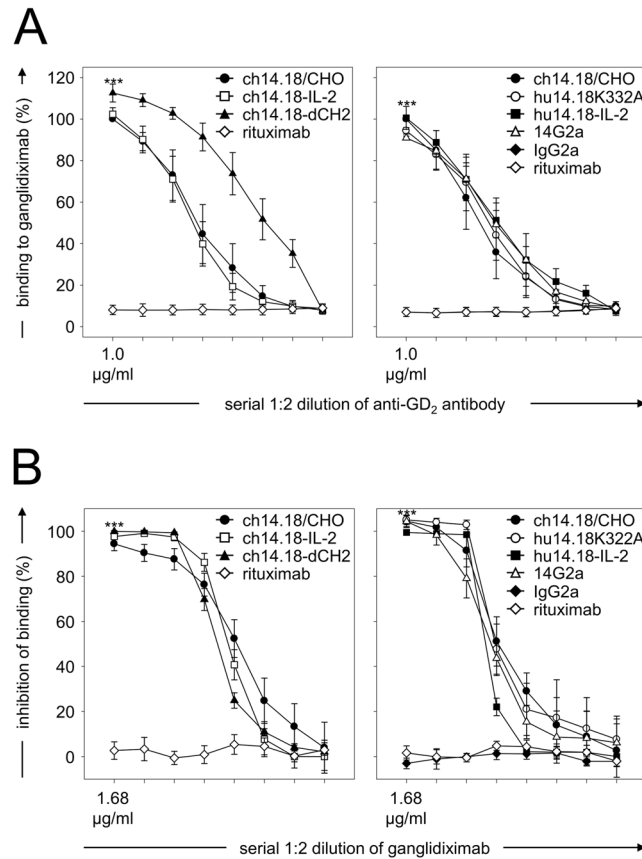 A
binding to ganglidiximab (%)
120
100
80
60
40
20
0
***
ch14.18/CHO
ch14.18-IL-2
ch14.18-dCH2
rituximab
1.0
µg/ml
***
ch14.18/CHO
hu14.18K332A
hu14.18-IL-2
14G2a
IgG2a
rituximab
1.0
µg/ml
serial 1:2 dilution of anti-GD2 antibody
B
inhibition of binding (%)
100
80
60
40
20
0
***
ch14.18/CHO
ch14.18-IL-2
ch14.18-dCH2
rituximab
1.68
µg/ml
***
ch14.18/CHO
hu14.18K322A
hu14.18-IL-2
14G2a
IgG2a
rituximab
1.68
µg/ml
serial 1:2 dilution of ganglidiximab